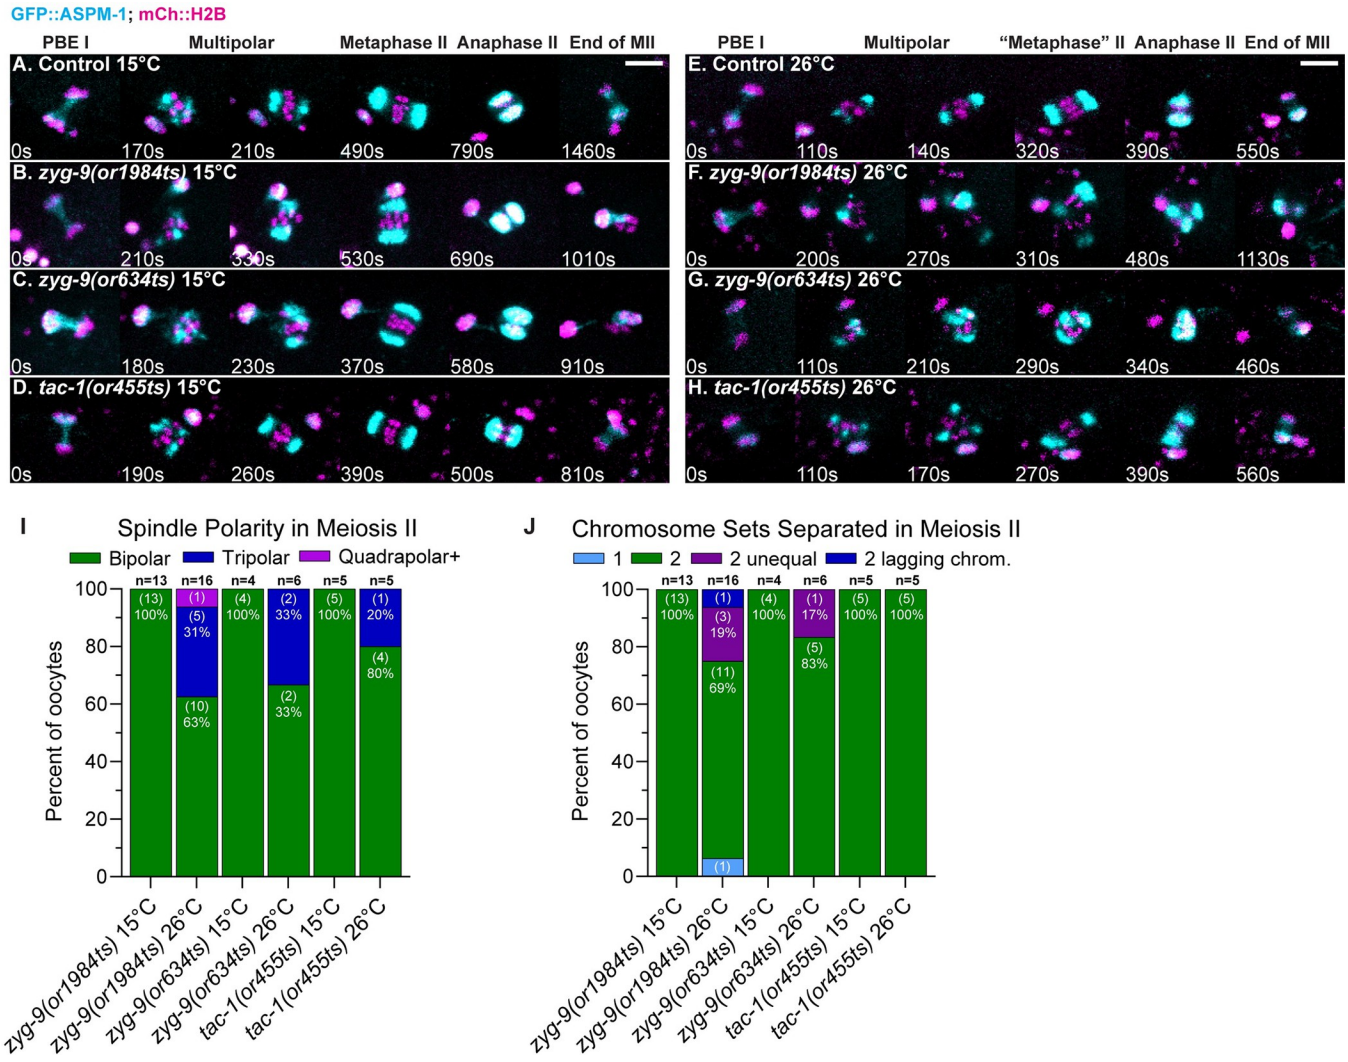 GFP::ASPM-1; mCh::H2B
PBE I Multipolar Metaphase II Anaphase II End of MII
A. Control 15°C
0s 170s 210s 490s 790s 1460s
B. zyg-9(or1984ts) 15°C
0s 210s 330s 530s 690s 1010s
C. zyg-9(or634ts) 15°C
0s 180s 230s 370s 580s 910s
D. tac-1(or455ts) 15°C
0s 190s 260s 390s 500s 810s
PBE I Multipolar “Metaphase” II Anaphase II End of MII
E. Control 26°C
0s 110s 140s 320s 390s 550s
F. zyg-9(or1984ts) 26°C
0s 200s 270s 310s 480s 1130s
G. zyg-9(or634ts) 26°C
0s 110s 210s 290s 340s 460s
H. tac-1(or455ts) 26°C
0s 110s 170s 270s 390s 560s
I Spindle Polarity in Meiosis II
Bipolar Tripolar Quadrapolar+
n=13 n=16 n=4 n=6 n=5 n=5
(13) (1) (4) (2) (5) (1)
100% 100% 33% 100% 20%
(5)
31%
(4)
80%
(10)
63%
(2)
33%
100
80
60
40
20
0
Percent of oocytes
zyg-9(or1984ts) 15°C
zyg-9(or1984ts) 26°C
zyg-9(or634ts) 15°C
zyg-9(or634ts) 26°C
tac-1(or455ts) 15°C
tac-1(or455ts) 26°C
J Chromosome Sets Separated in Meiosis II
1 2 2 unequal 2 lagging chrom.
n=13 n=16 n=4 n=6 n=5 n=5
(13) (1) (4) (1) (5) (5)
100% 100% 17% 100% 100%
(3)
19%
(5)
83%
(11)
69%
(1)
100
80
60
40
20
0
Percent of oocytes
zyg-9(or1984ts) 15°C
zyg-9(or1984ts) 26°C
zyg-9(or634ts) 15°C
zyg-9(or634ts) 26°C
tac-1(or455ts) 15°C
tac-1(or455ts) 26°C